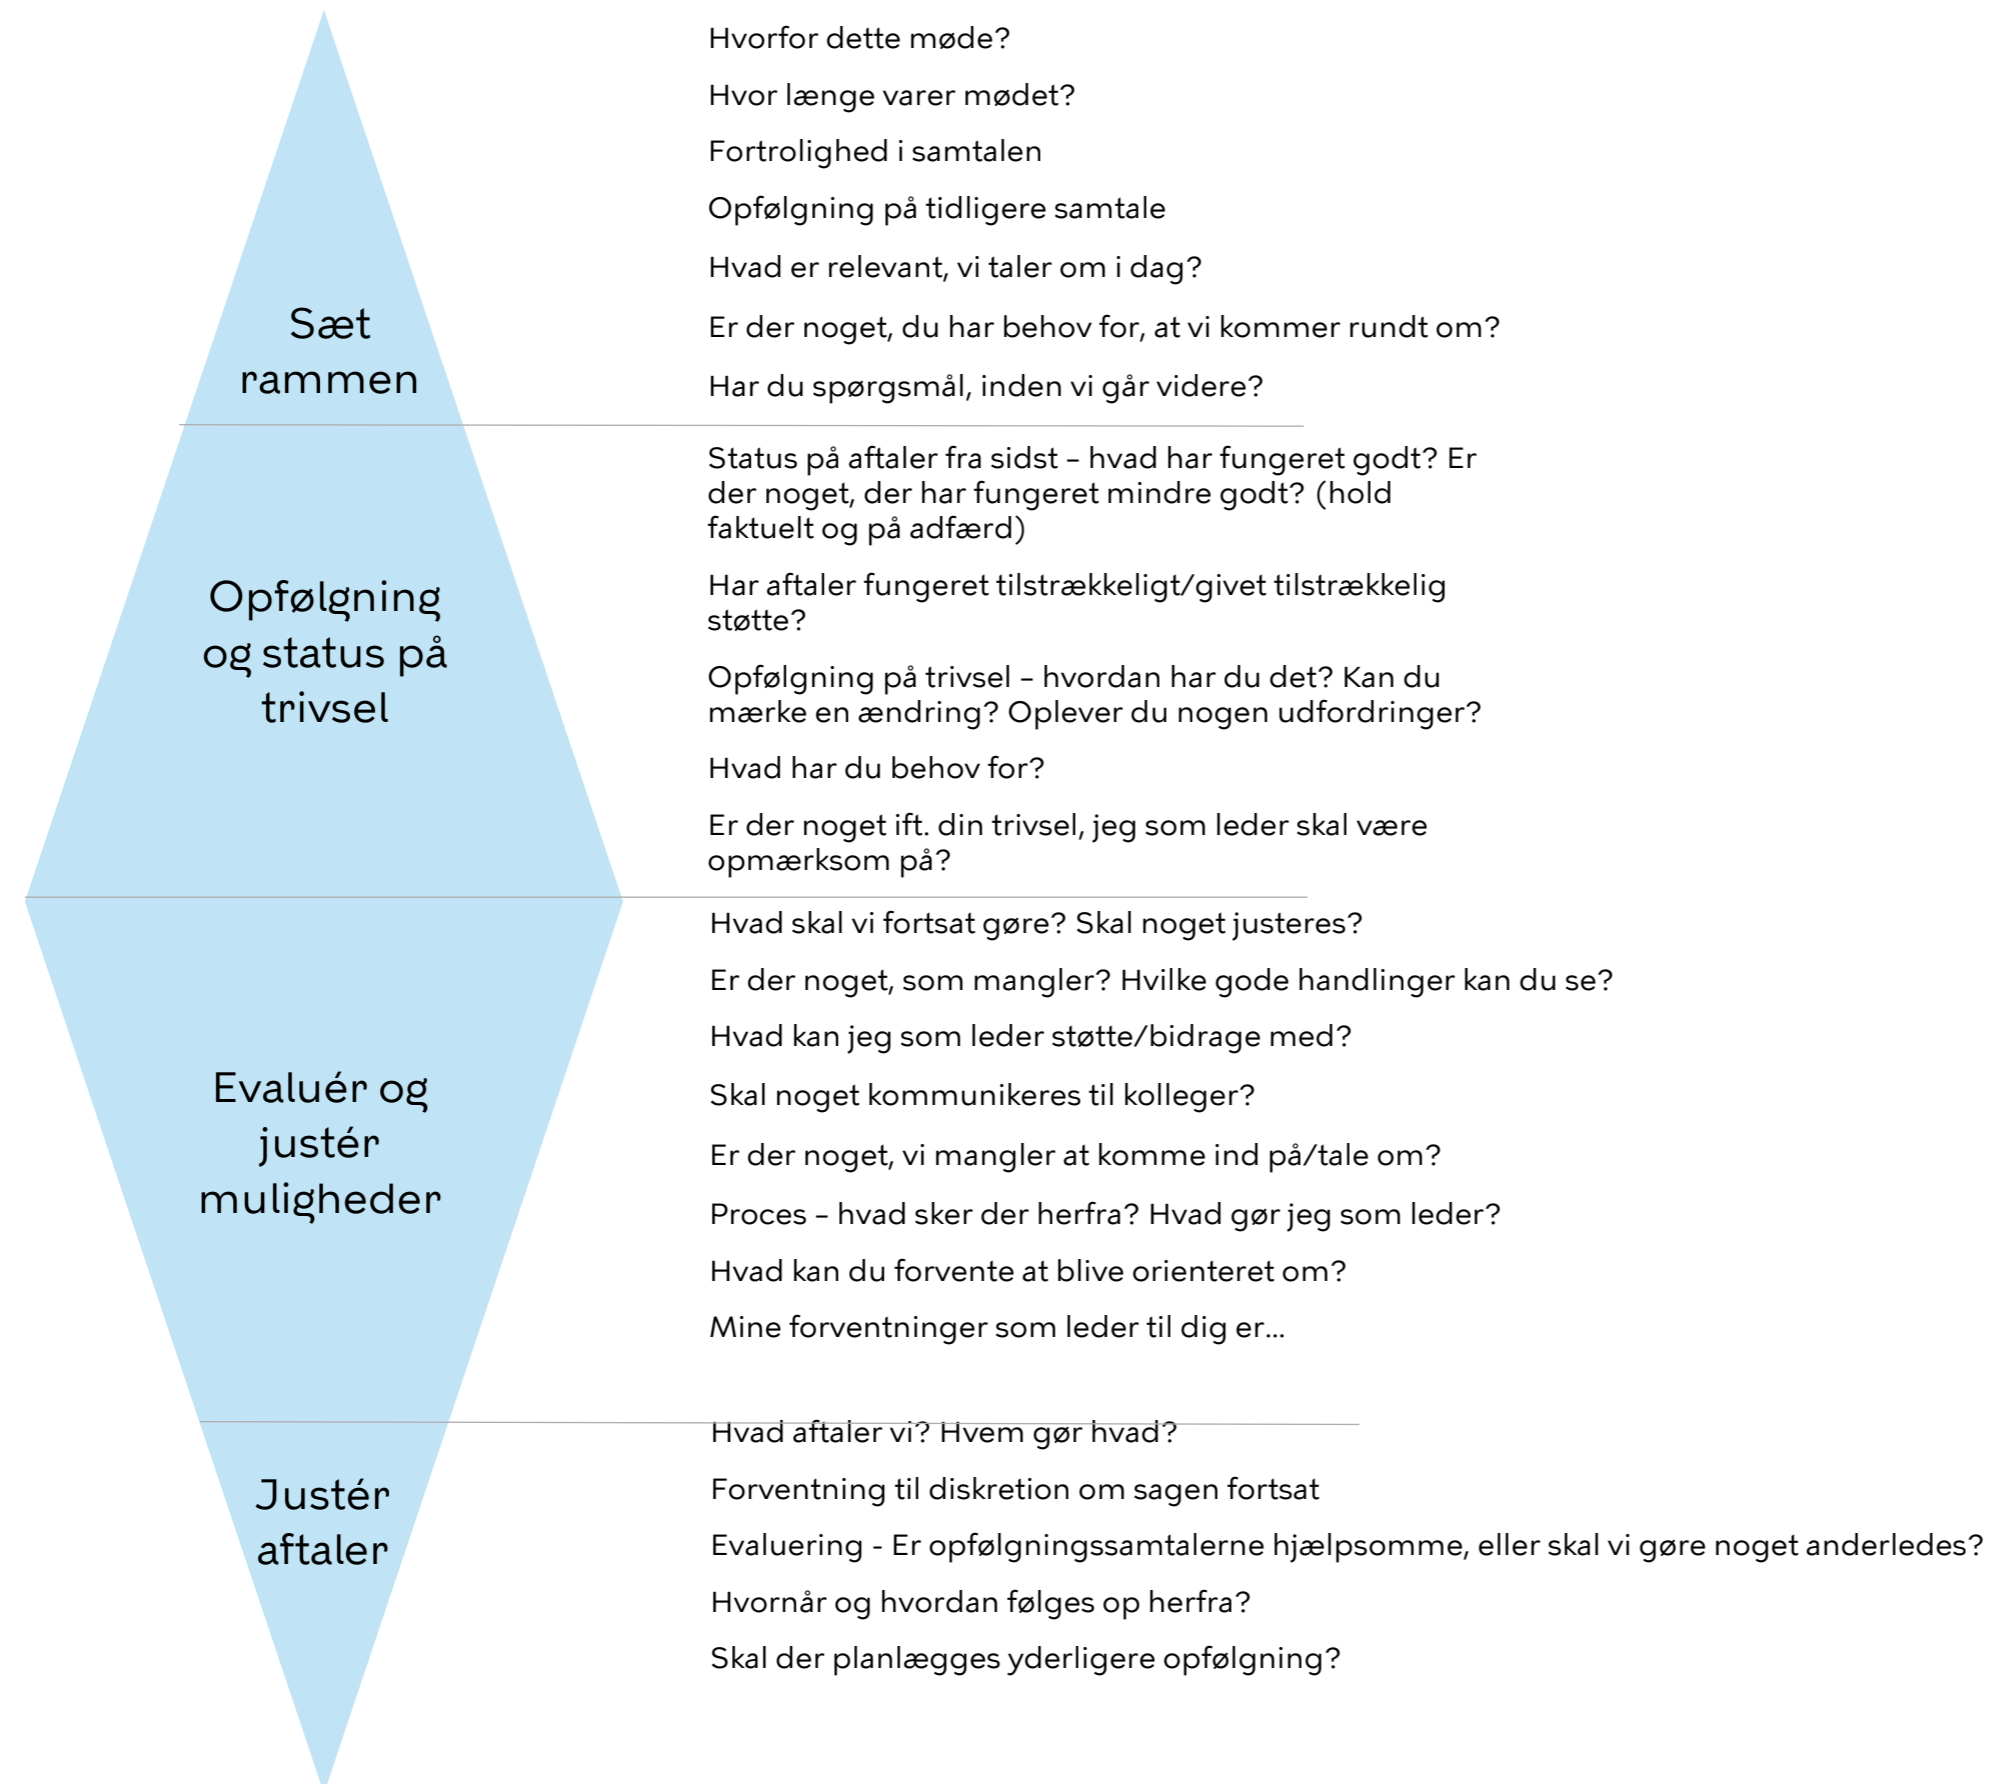 Hvorfor dette møde?
Hvor længe varer mødet?
Fortrolighed i samtalen
Opfølgning på tidligere samtale
Hvad er relevant, vi taler om i dag?
Er der noget, du har behov for, at vi kommer rundt om?
Har du spørgsmål, inden vi går videre?
Sæt
rammen
Status på aftaler fra sidst – hvad har fungeret godt? Er
der noget, der har fungeret mindre godt? (hold
faktuelt og på adfærd)
Har aftaler fungeret tilstrækkeligt/givet tilstrækkelig
støtte?
Opfølgning på trivsel – hvordan har du det? Kan du
mærke en ændring? Oplever du nogen udfordringer?
Hvad har du behov for?
Er der noget ift. din trivsel, jeg som leder skal være
opmærksom på?
Opfølgning
og status på
trivsel
Hvad skal vi fortsat gøre? Skal noget justeres?
Er der noget, som mangler? Hvilke gode handlinger kan du se?
Hvad kan jeg som leder støtte/bidrage med?
Skal noget kommunikeres til kolleger?
Er der noget, vi mangler at komme ind på/tale om?
Proces – hvad sker der herfra? Hvad gør jeg som leder?
Hvad kan du forvente at blive orienteret om?
Mine forventninger som leder til dig er...
Evaluér og
justér
muligheder
Hvad aftaler vi? Hvem gør hvad?
Forventning til diskretion om sagen fortsat
Evaluering - Er opfølgningssamtalerne hjælpsomme, eller skal vi gøre noget anderledes?
Hvornår og hvordan følges op herfra?
Skal der planlægges yderligere opfølgning?
Justér
aftaler